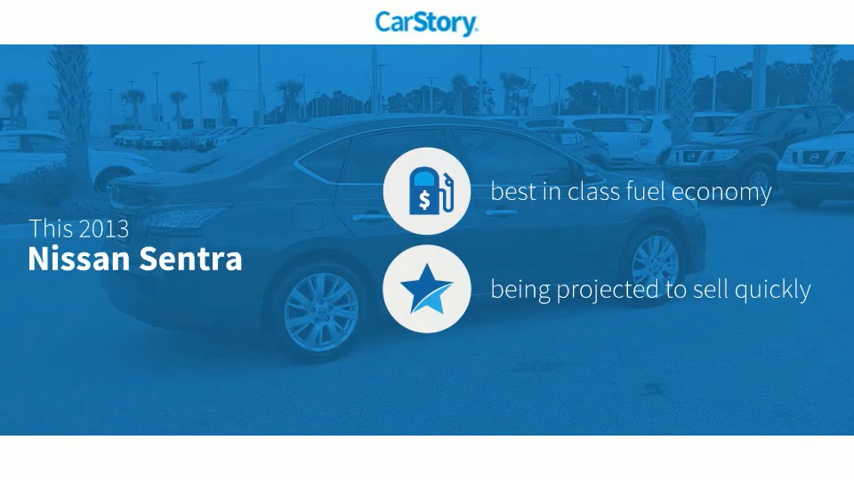 CarStory
best in class fuel economy
This 2013
Nissan Sentra
$
being projected to sell quickly